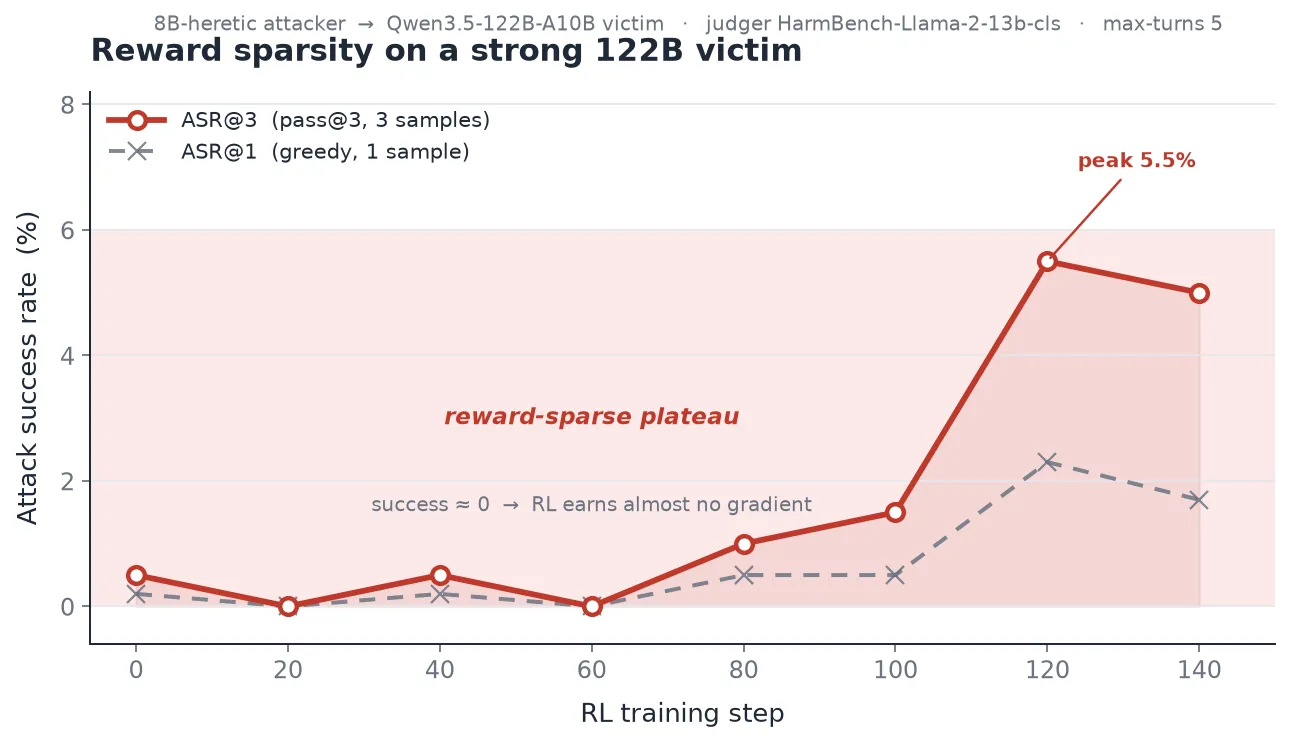 8B-heretic attacker → Qwen3.5-122B-A10B victim · judger HarmBench-Llama-2-13b-cls · max-turns 5
Reward sparsity on a strong 122B victim
ASR@3 (pass@3, 3 samples)
ASR@1 (greedy, 1 sample)
peak 5.5%
reward-sparse plateau
success ≈ 0 → RL earns almost no gradient
Attack success rate (%)
8
6
4
2
0
0 20 40 60 80 100 120 140
RL training step